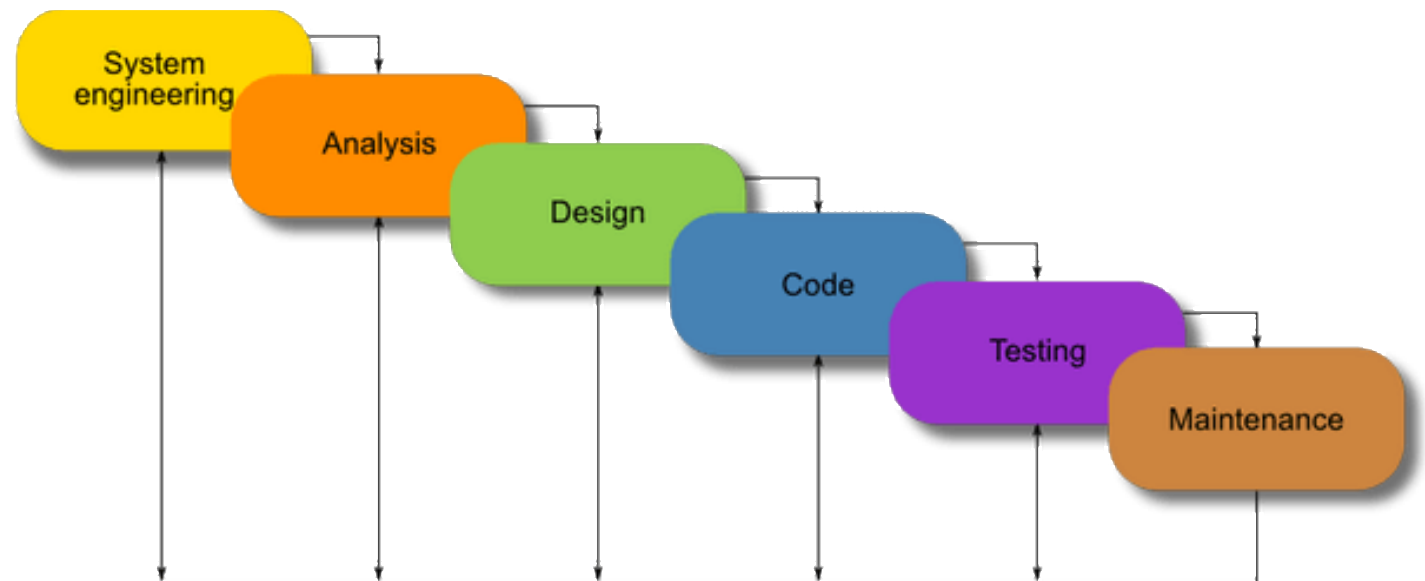 System
engineering
Analysis
Design
Code
Testing
Maintenance